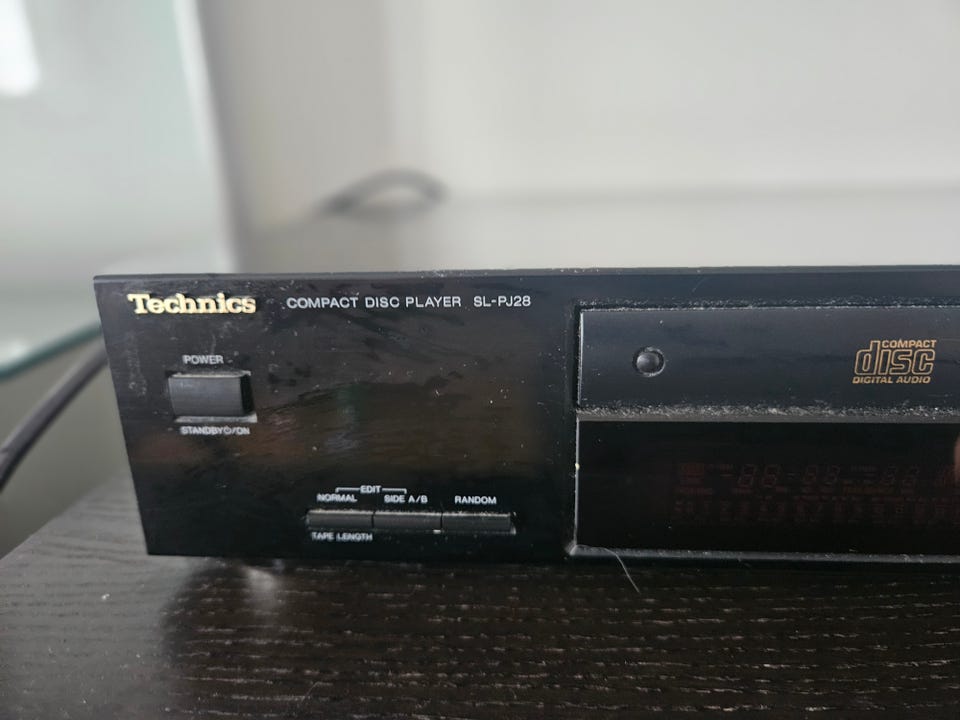 Technics COMPACT DISC PLAYER SL-PJ28
POWER
STANDBY⏻/ON
EDIT
NORMAL SIDE A/B RANDOM
TAPE LENGTH
COMPACT
disc
DIGITAL AUDIO